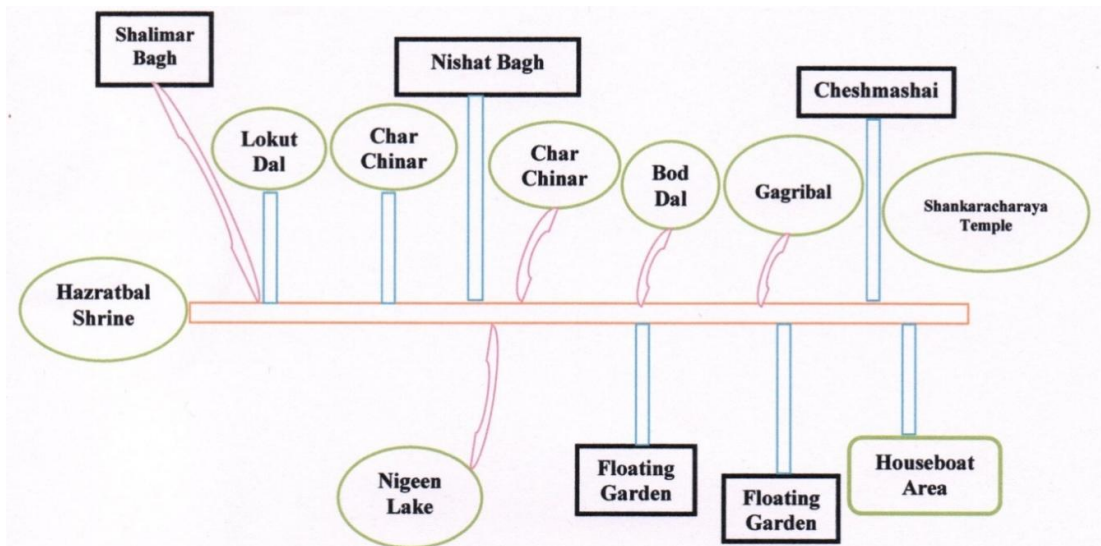 Shalimar
Bagh
Nishat Bagh
Cheshmashai
Lokut
Dal
Char
Chinar
Char
Chinar
Bod
Dal
Gagribal
Shankaracharaya
Temple
Hazratbal
Shrine
Nigeen
Lake
Floating
Garden
Floating
Garden
Houseboat
Area